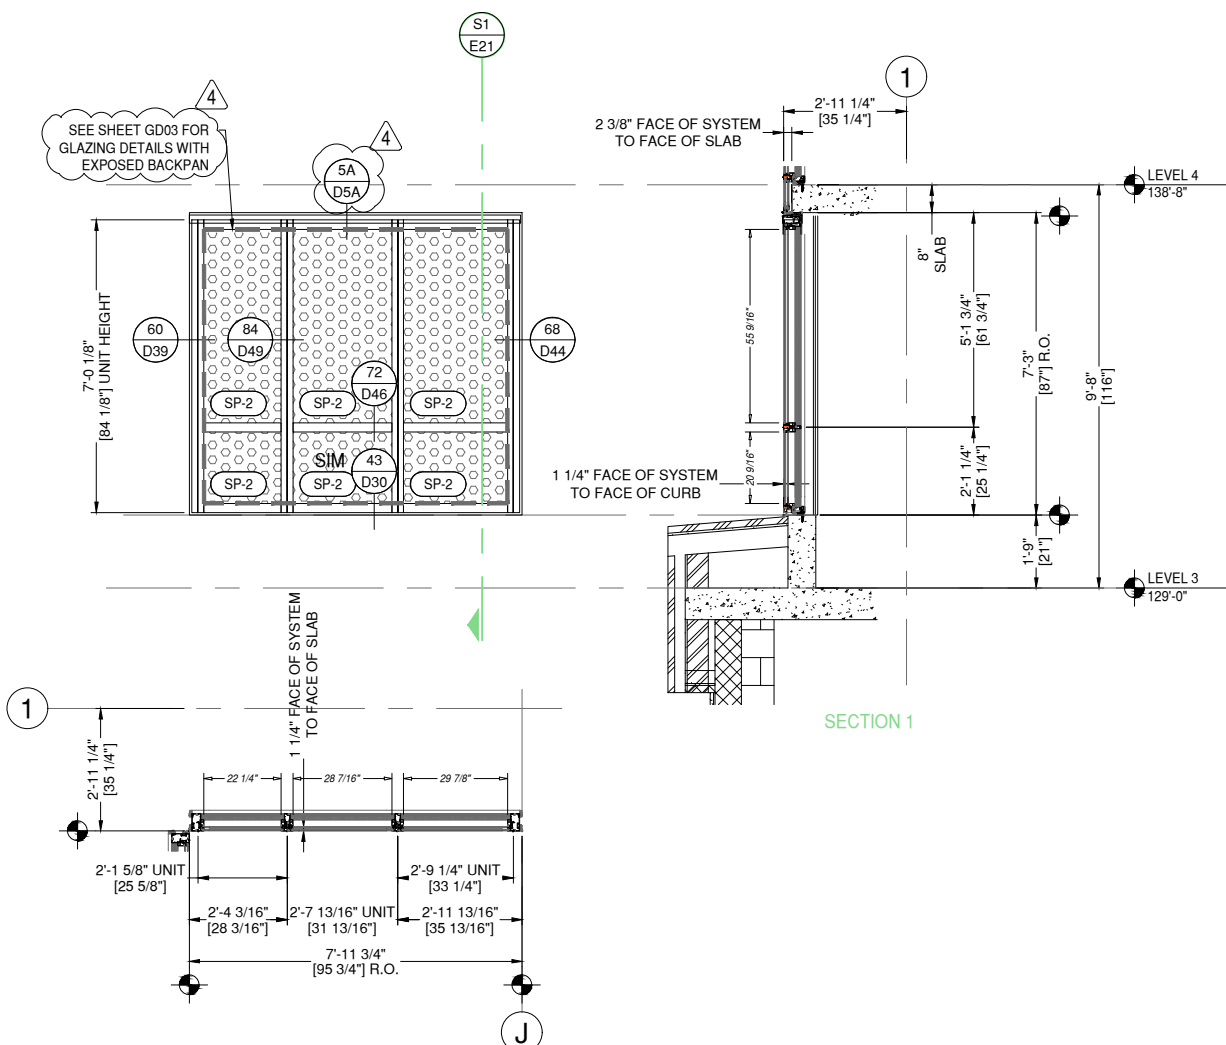 S1
E21
4
SEE SHEET GD03 FOR
GLAZING DETAILS WITH
EXPOSED BACKPAN
4
5A
D5A
7'-0 1/8"
[84 1/8"] UNIT HEIGHT
60
D39
84
D49
68
D44
72
D46
SP-2
SP-2
SP-2
SIM
43
D30
SP-2
SP-2
SP-2
1
2'-11 1/4"
[35 1/4"]
2 3/8" FACE OF SYSTEM
TO FACE OF SLAB
LEVEL 4
138'-8"
8"
SLAB
55 9/16"
5'-1 3/4"
[61 3/4"]
7'-3"
[87"] R.O.
9'-8"
[116"]
1 1/4" FACE OF SYSTEM
TO FACE OF CURB
20 9/16"
2'-1 1/4"
[25 1/4"]
1'-9"
[21"]
LEVEL 3
129'-0"
SECTION 1
1
2'-11 1/4"
[35 1/4"]
1 1/4" FACE OF SYSTEM
TO FACE OF SLAB
22 1/4"
28 7/16"
29 7/8"
2'-1 5/8" UNIT
[25 5/8"]
2'-9 1/4" UNIT
[33 1/4"]
2'-4 3/16"
[28 3/16"]
2'-7 13/16" UNIT
[31 13/16"]
2'-11 13/16"
[35 13/16"]
7'-11 3/4"
[95 3/4"] R.O.
J